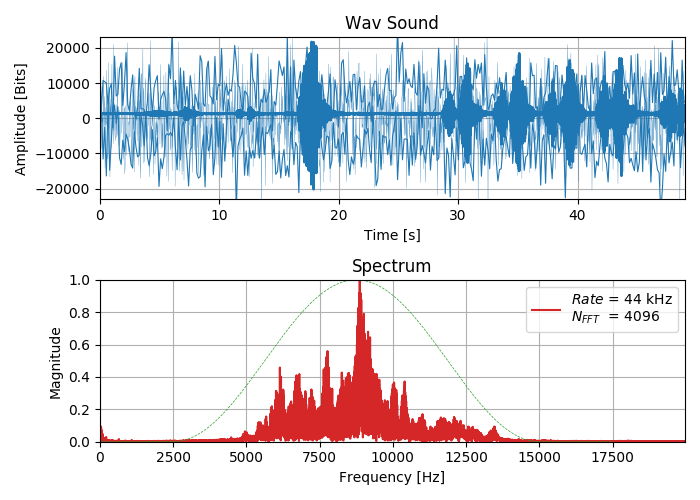 Wav Sound
Amplitude [Bits]
20000
10000
0
−10000
−20000
0 10 20 30 40
Time [s]
Spectrum
Magnitude
1.0
0.8
0.6
0.4
0.2
0.0
Rate = 44 kHz
N_FFT = 4096
0 2500 5000 7500 10000 12500 15000 17500
Frequency [Hz]